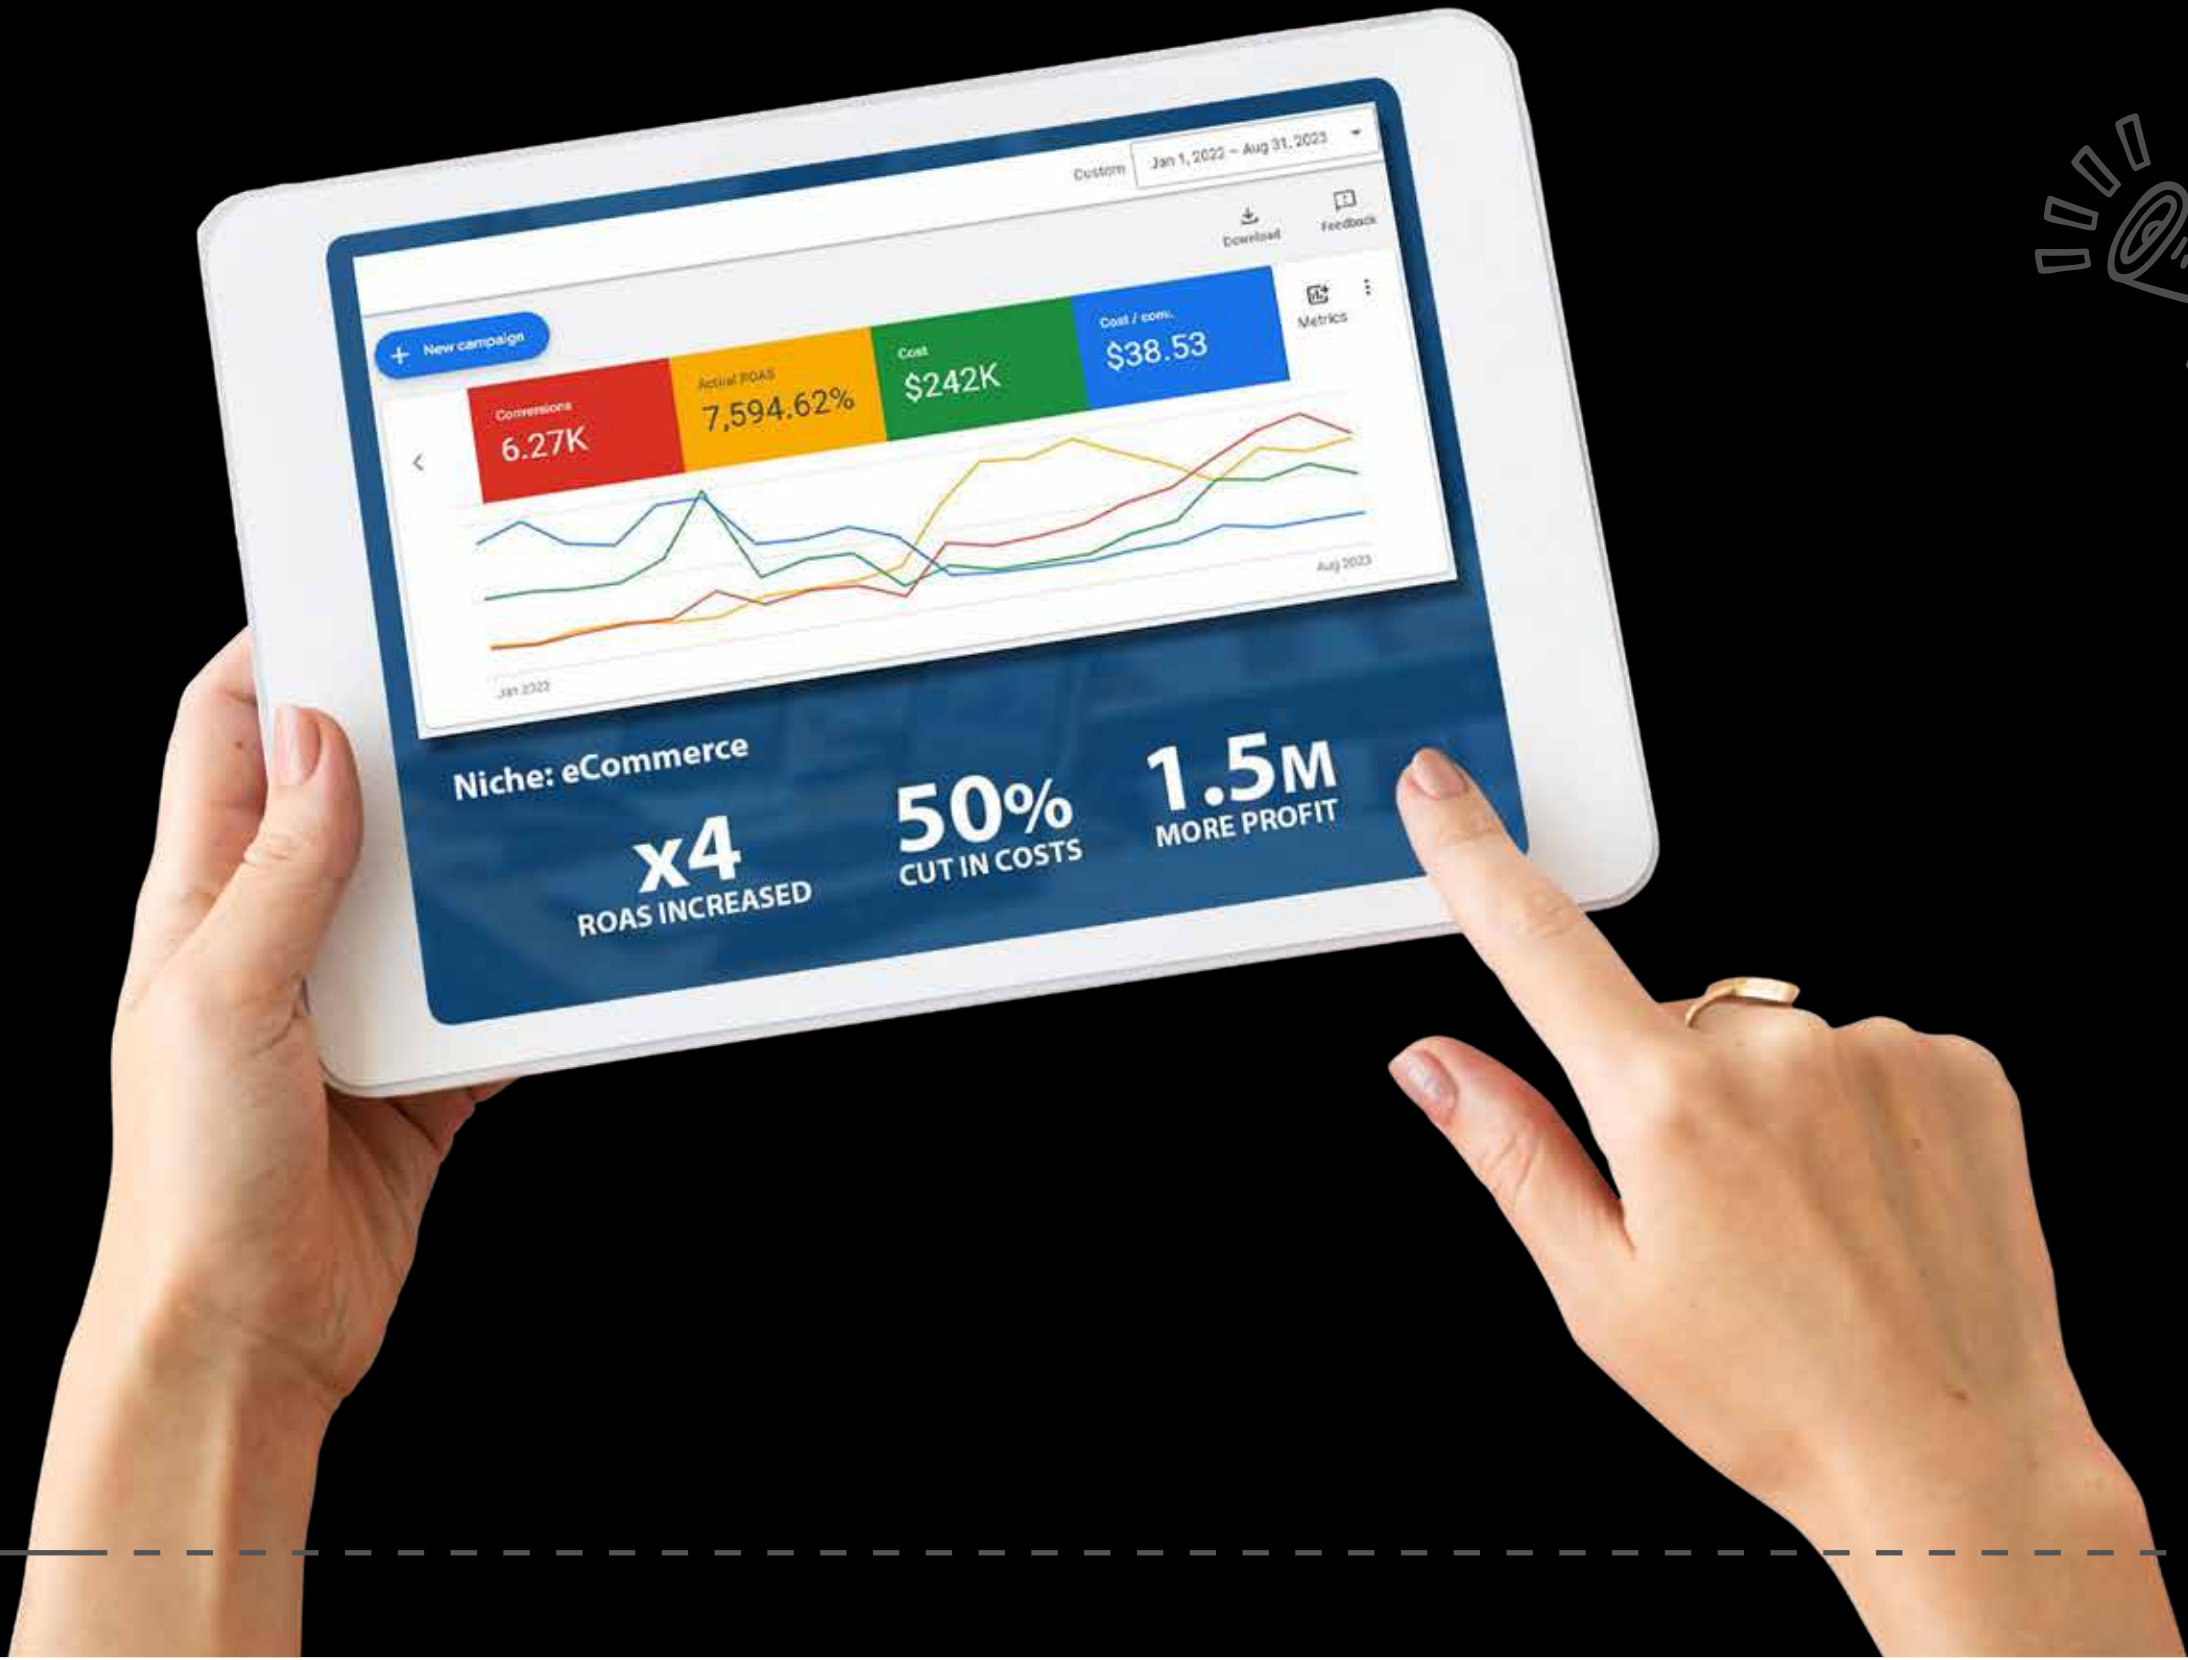 Custom
Jan 1, 2022 – Aug 31, 2023
Download
Feedback
+ New campaign
Conversions
6.27K
Actual ROAS
7,594.62%
Cost
$242K
Cost / conv.
$38.53
Metrics
Jan 2022
Aug 2023
Niche: eCommerce
x4
ROAS INCREASED
50%
CUT IN COSTS
1.5M
MORE PROFIT